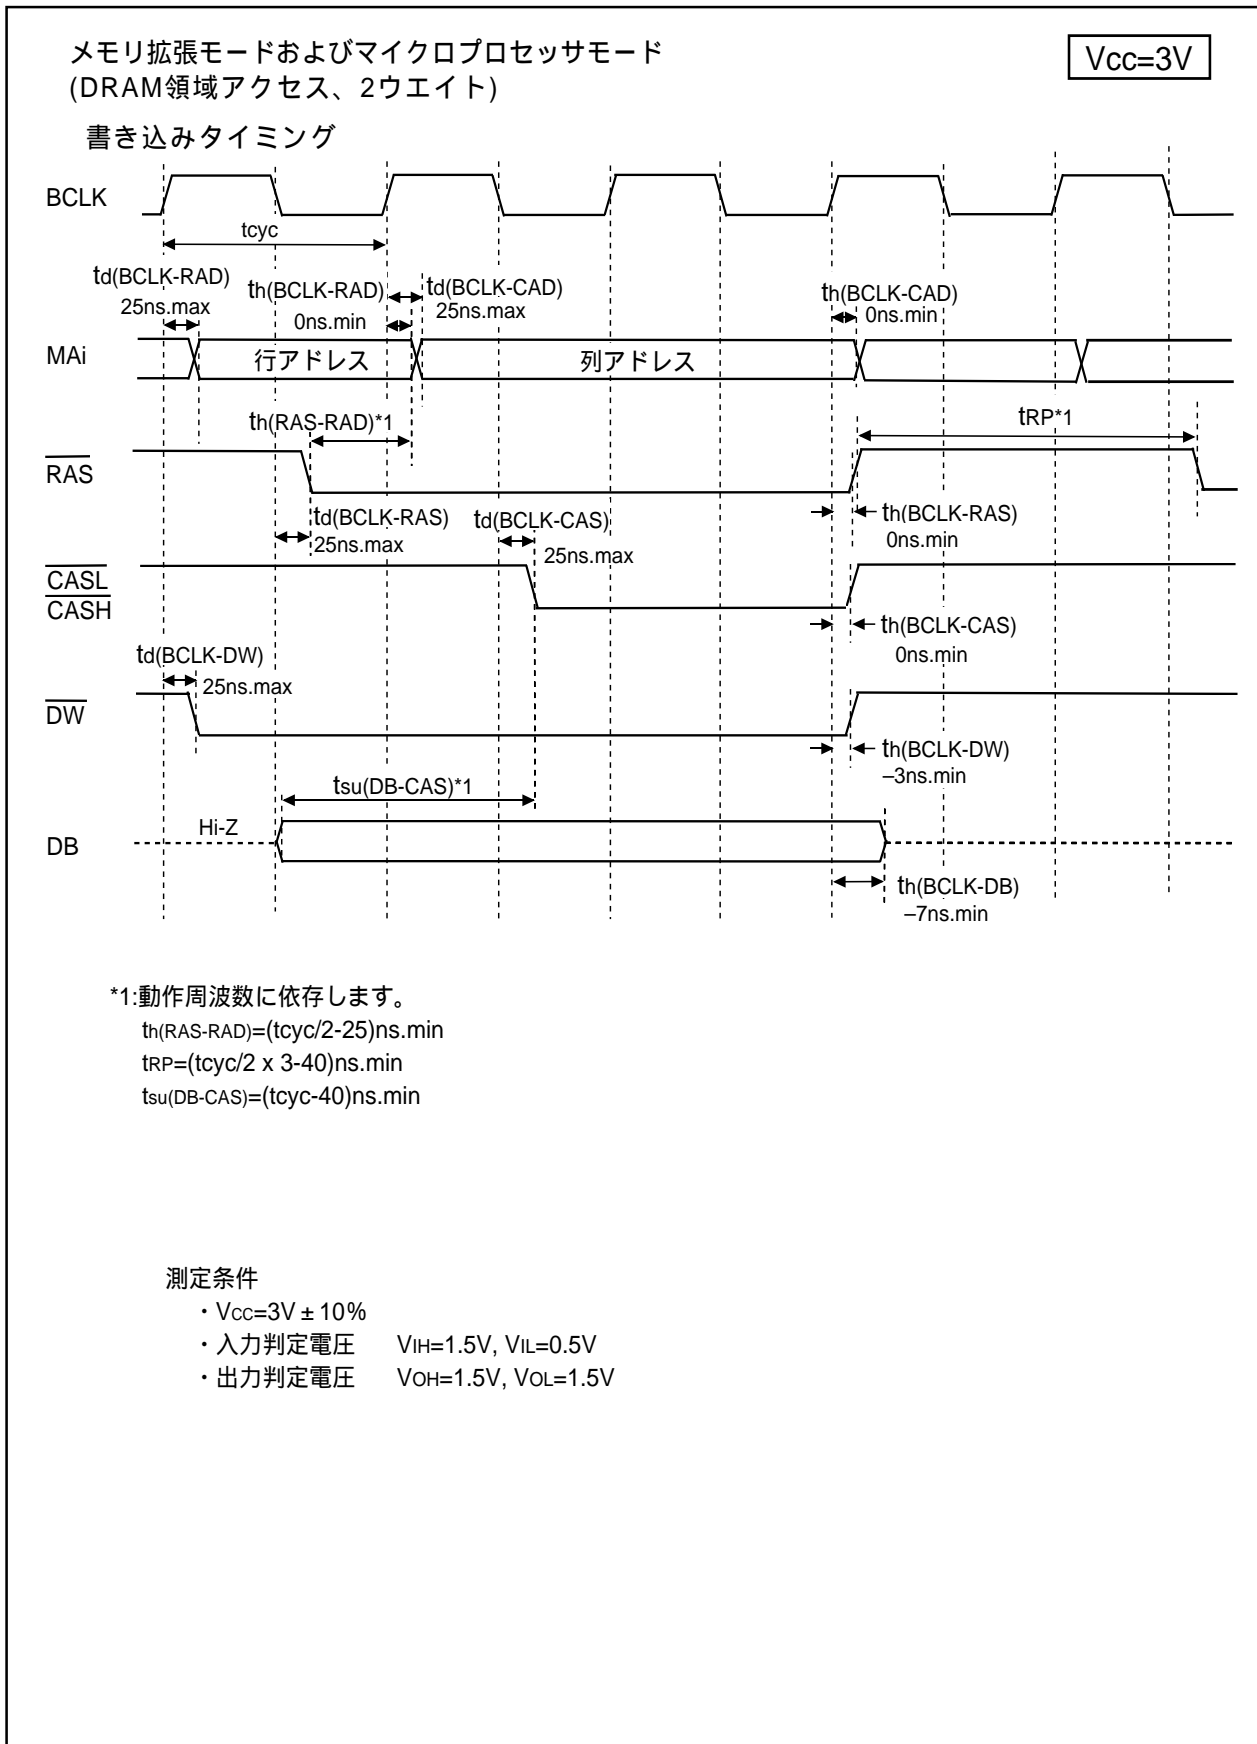 メモリ拡張モードおよびマイクロプロセッサモード
(DRAM領域アクセス、2ウエイト)
Vcc=3V
書き込みタイミング
BCLK
tcyc
td(BCLK-RAD)
25ns.max
th(BCLK-RAD)
0ns.min
td(BCLK-CAD)
25ns.max
th(BCLK-CAD)
0ns.min
MAi
行アドレス
列アドレス
th(RAS-RAD)*1
tRP*1
RAS
td(BCLK-RAS)
25ns.max
td(BCLK-CAS)
25ns.max
th(BCLK-RAS)
0ns.min
CASL
CASH
th(BCLK-CAS)
0ns.min
td(BCLK-DW)
25ns.max
DW
th(BCLK-DW)
–3ns.min
tsu(DB-CAS)*1
DB
Hi-Z
th(BCLK-DB)
–7ns.min
*1:動作周波数に依存します。
th(RAS-RAD)=(tcyc/2-25)ns.min
tRP=(tcyc/2 x 3-40)ns.min
tsu(DB-CAS)=(tcyc-40)ns.min
測定条件
・VCC=3V±10%
・入力判定電圧 VIH=1.5V, VIL=0.5V
・出力判定電圧 VOH=1.5V, VOL=1.5V